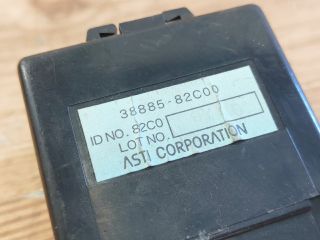 38885-82C00
ID NO. 82C0
LOT NO.
ASTI CORPORATION